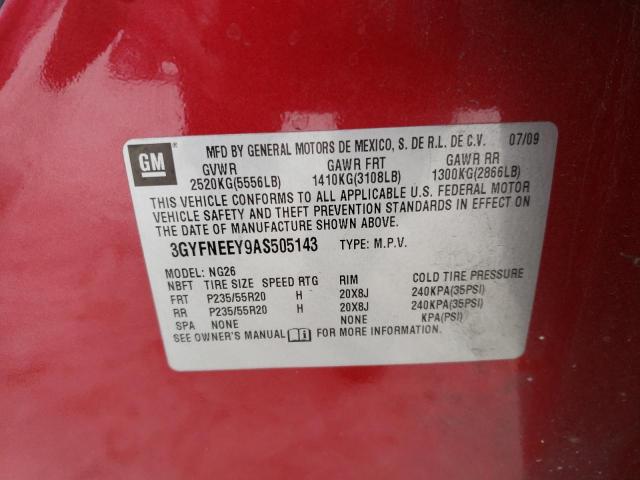 GM
MFD BY GENERAL MOTORS DE MEXICO, S. DE R.L. DE C.V. 07/09
GVWR GAWR FRT GAWR RR
2520KG(5556LB) 1410KG(3108LB) 1300KG(2866LB)
THIS VEHICLE CONFORMS TO ALL APPLICABLE U.S. FEDERAL MOTOR
VEHICLE SAFETY AND THEFT PREVENTION STANDARDS IN EFFECT ON
THE DATE OF MANUFACTURE SHOWN ABOVE.
3GYFNEEY9AS505143 TYPE: M.P.V.
MODEL: NG26
NBFT TIRE SIZE SPEED RTG RIM COLD TIRE PRESSURE
FRT P235/55R20 H 20X8J 240KPA(35PSI)
RR P235/55R20 H 20X8J 240KPA(35PSI)
SPA NONE NONE KPA(PSI)
SEE OWNER'S MANUAL i FOR MORE INFORMATION.